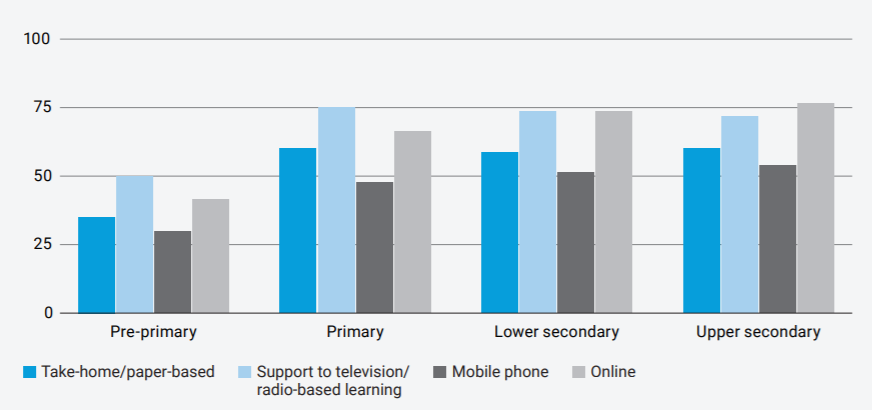 100
75
50
25
0
Pre-primary
Primary
Lower secondary
Upper secondary
Take-home/paper-based
Support to television/
radio-based learning
Mobile phone
Online